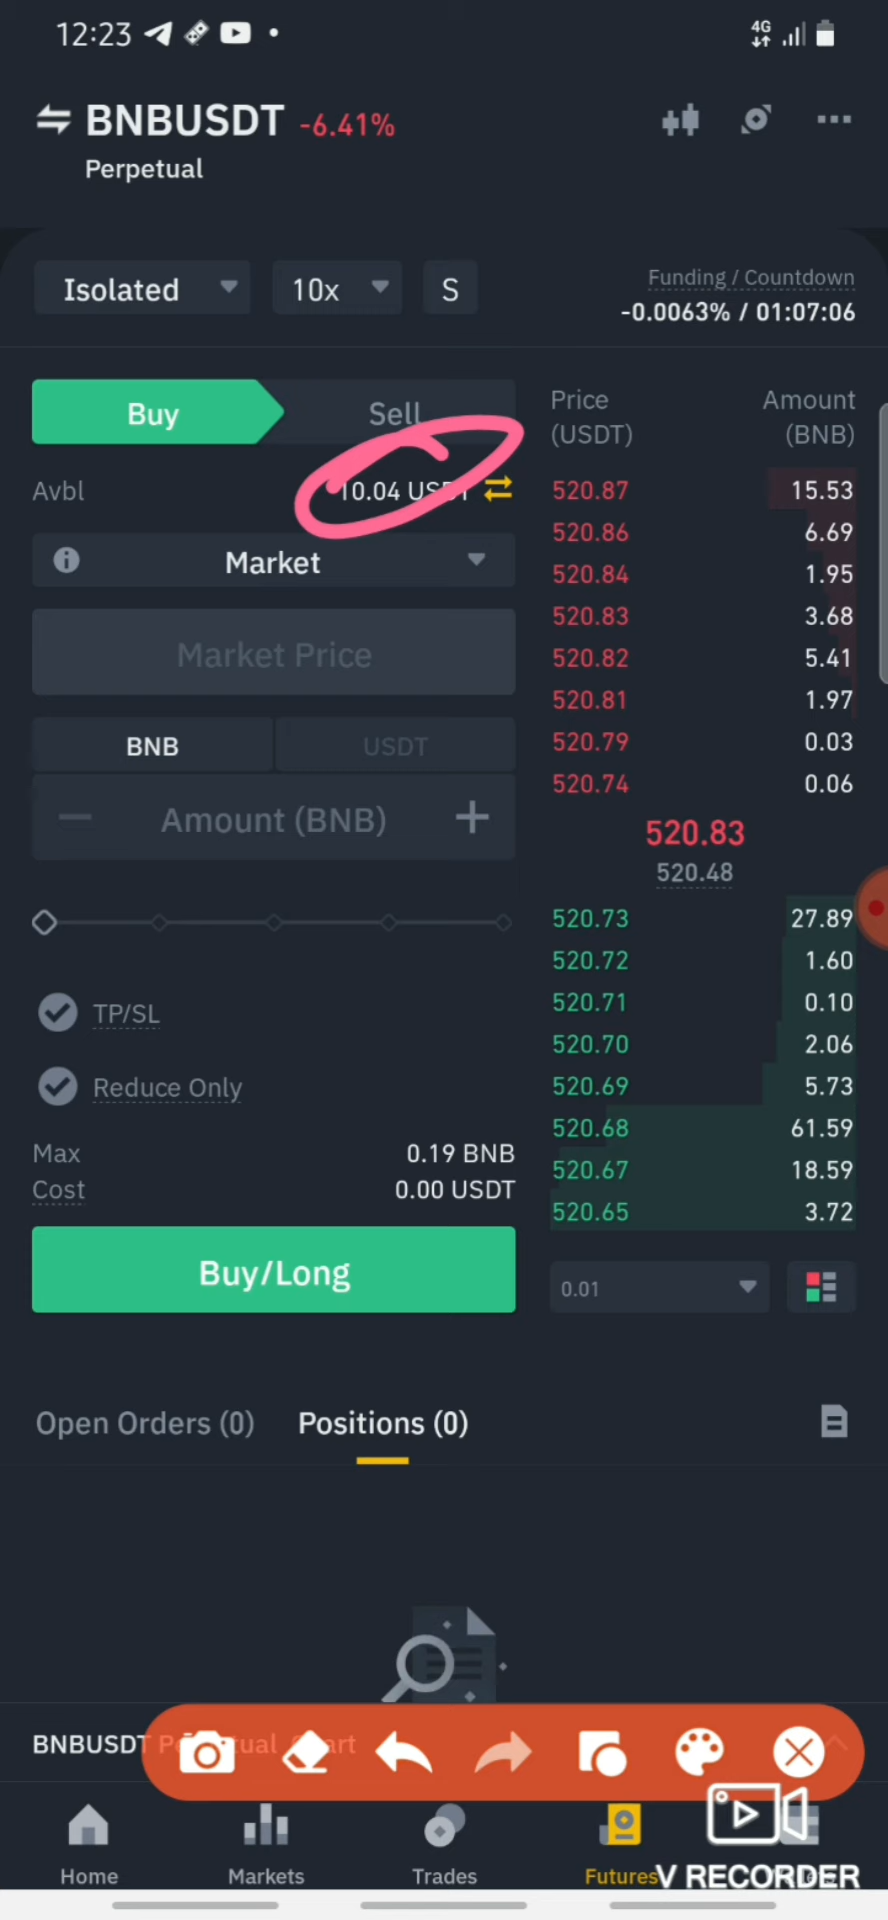 12:23 4G
BNBUSDT -6.41%
Perpetual
Isolated 10x S
Funding / Countdown
-0.0063% / 01:07:06
Buy Sell
Avbl 10.04 USDT
Market
Market Price
BNB USDT
Amount (BNB)
TP/SL
Reduce Only
Max 0.19 BNB
Cost 0.00 USDT
Buy/Long
Price Amount
(USDT) (BNB)
520.87 15.53
520.86 6.69
520.84 1.95
520.83 3.68
520.82 5.41
520.81 1.97
520.79 0.03
520.74 0.06
520.83
520.48
520.73 27.89
520.72 1.60
520.71 0.10
520.70 2.06
520.69 5.73
520.68 61.59
520.67 18.59
520.65 3.72
0.01
Open Orders (0) Positions (0)
BNBUSDT Perpetual Chart
Home Markets Trades Futures
V RECORDER